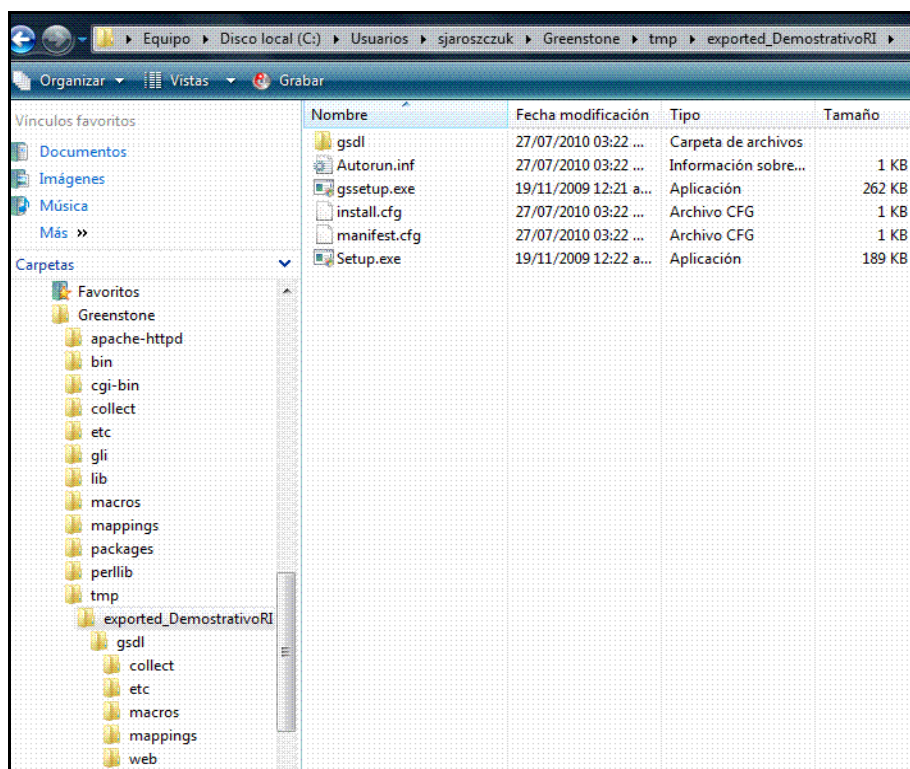 Equipo Disco local (C:) Usuarios sjaroszczuk Greenstone tmp exported_DemostrativoRI
Organizar Vistas Grabar
Vínculos favoritos
Documentos
Imágenes
Música
Más »
Carpetas
Favoritos
Greenstone
apache-httpd
bin
cgi-bin
collect
etc
gli
lib
macros
mappings
packages
perllib
tmp
exported_DemostrativoRI
gsdl
collect
etc
macros
mappings
web
Nombre Fecha modificación Tipo Tamaño
gsdl 27/07/2010 03:22 ... Carpeta de archivos
Autorun.inf 27/07/2010 03:22 ... Información sobre... 1 KB
gssetup.exe 19/11/2009 12:21 a... Aplicación 262 KB
install.cfg 27/07/2010 03:22 ... Archivo CFG 1 KB
manifest.cfg 27/07/2010 03:22 ... Archivo CFG 1 KB
Setup.exe 19/11/2009 12:22 a... Aplicación 189 KB